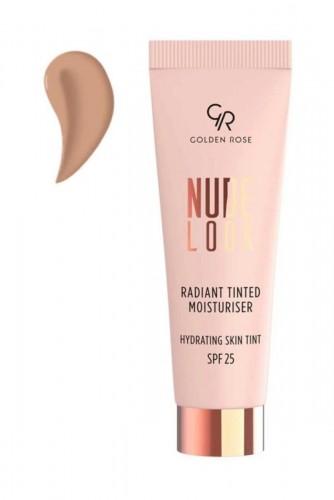 GR
GOLDEN ROSE
NUDE
LOOK
RADIANT TINTED
MOISTURISER
HYDRATING SKIN TINT
SPF 25